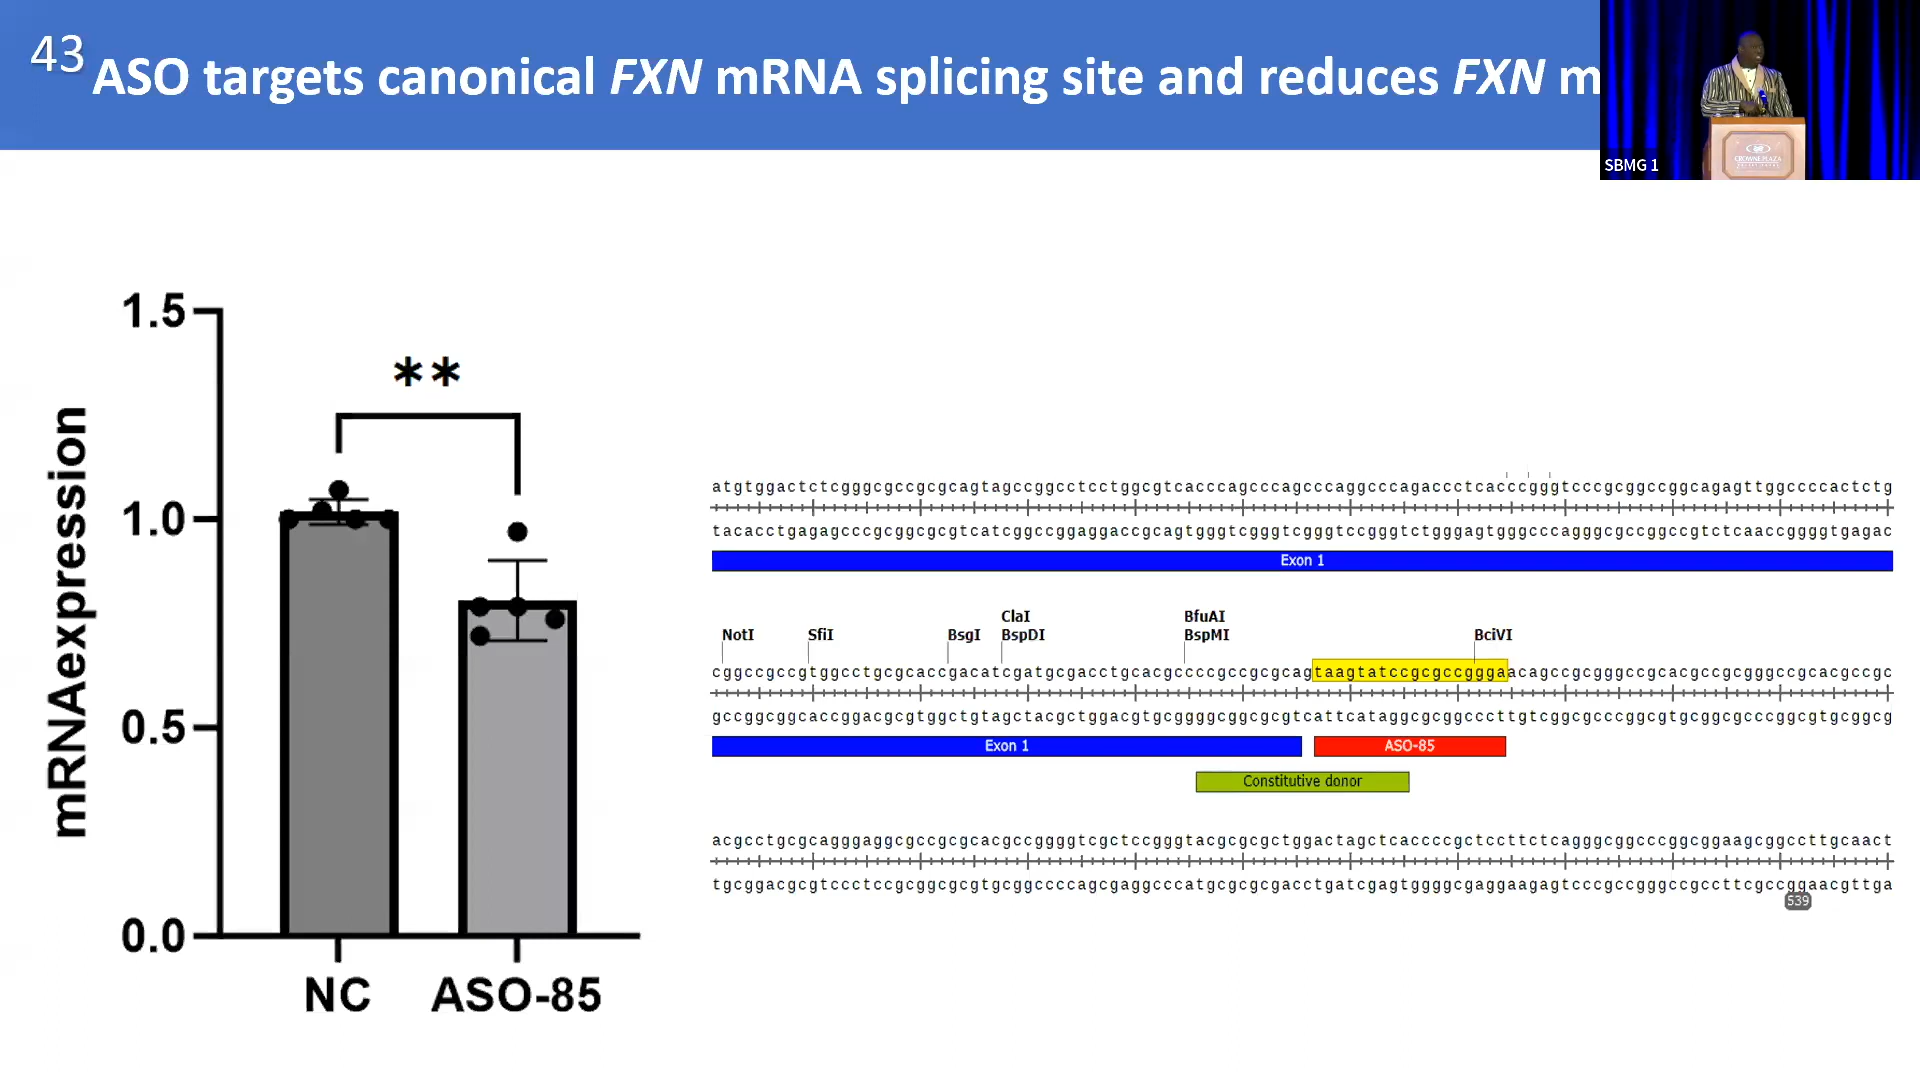 43
ASO targets canonical FXN mRNA splicing site and reduces FXN m
SBMG 1
CROWNE PLAZA
1.5
**
1.0
0.5
0.0
mRNAexpression
NC
ASO-85
atgtggactctcgggcgccgcgcagtagccggcctcctggcgtcacccagcccagcccaggcccagaccctcacccgggtcccgcggccggcagagttggccccactctg
tacacctgagagcccgcggcgcgtcatcggccggaggaccgcagtgggtcgggtcgggtccgggtctgggagtgggcccagggcgccggccgtctcaaccggggtgagac
Exon 1
ClaI
BfuAI
NotI
SfiI
BsgI
BspDI
BspMI
BciVI
cggccgccgtggcctgcgcaccgacatcgatgcgacctgcacgccccgccgcgcagtaagtatccgcgccgggaacagccgcgggccgcacgccgcgggccgcacgccgc
gccggcggcaccggacgcgtggctgtagctacgctggacgtgcggggcggcgcgtcattcataggcgcggcccttgtcggcgcccggcgtgcggcgcccggcgtgcggcg
Exon 1
ASO-85
Constitutive donor
acgcctgcgcagggaggcgccgcgcacgccggggtcgctccgggtacgcgcgctggactagctcaccccgctccttctcagggcggcccggcggaagcggccttgcaact
tgcggacgcgtccctccgcggcgcgtgcggccccagcgaggcccatgcgcgcgacctgatcgagtggggcgaggaagagtcccgccgggccgccttcgccggaacgttga
539